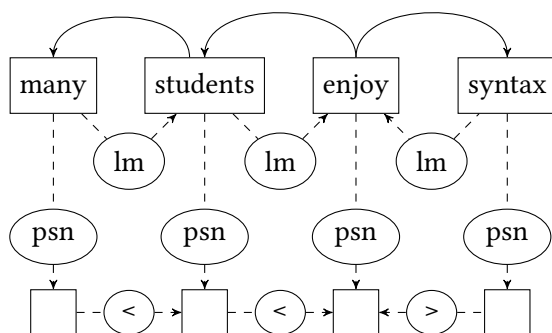 many students enjoy syntax
lm lm lm
psn psn psn psn
< < >